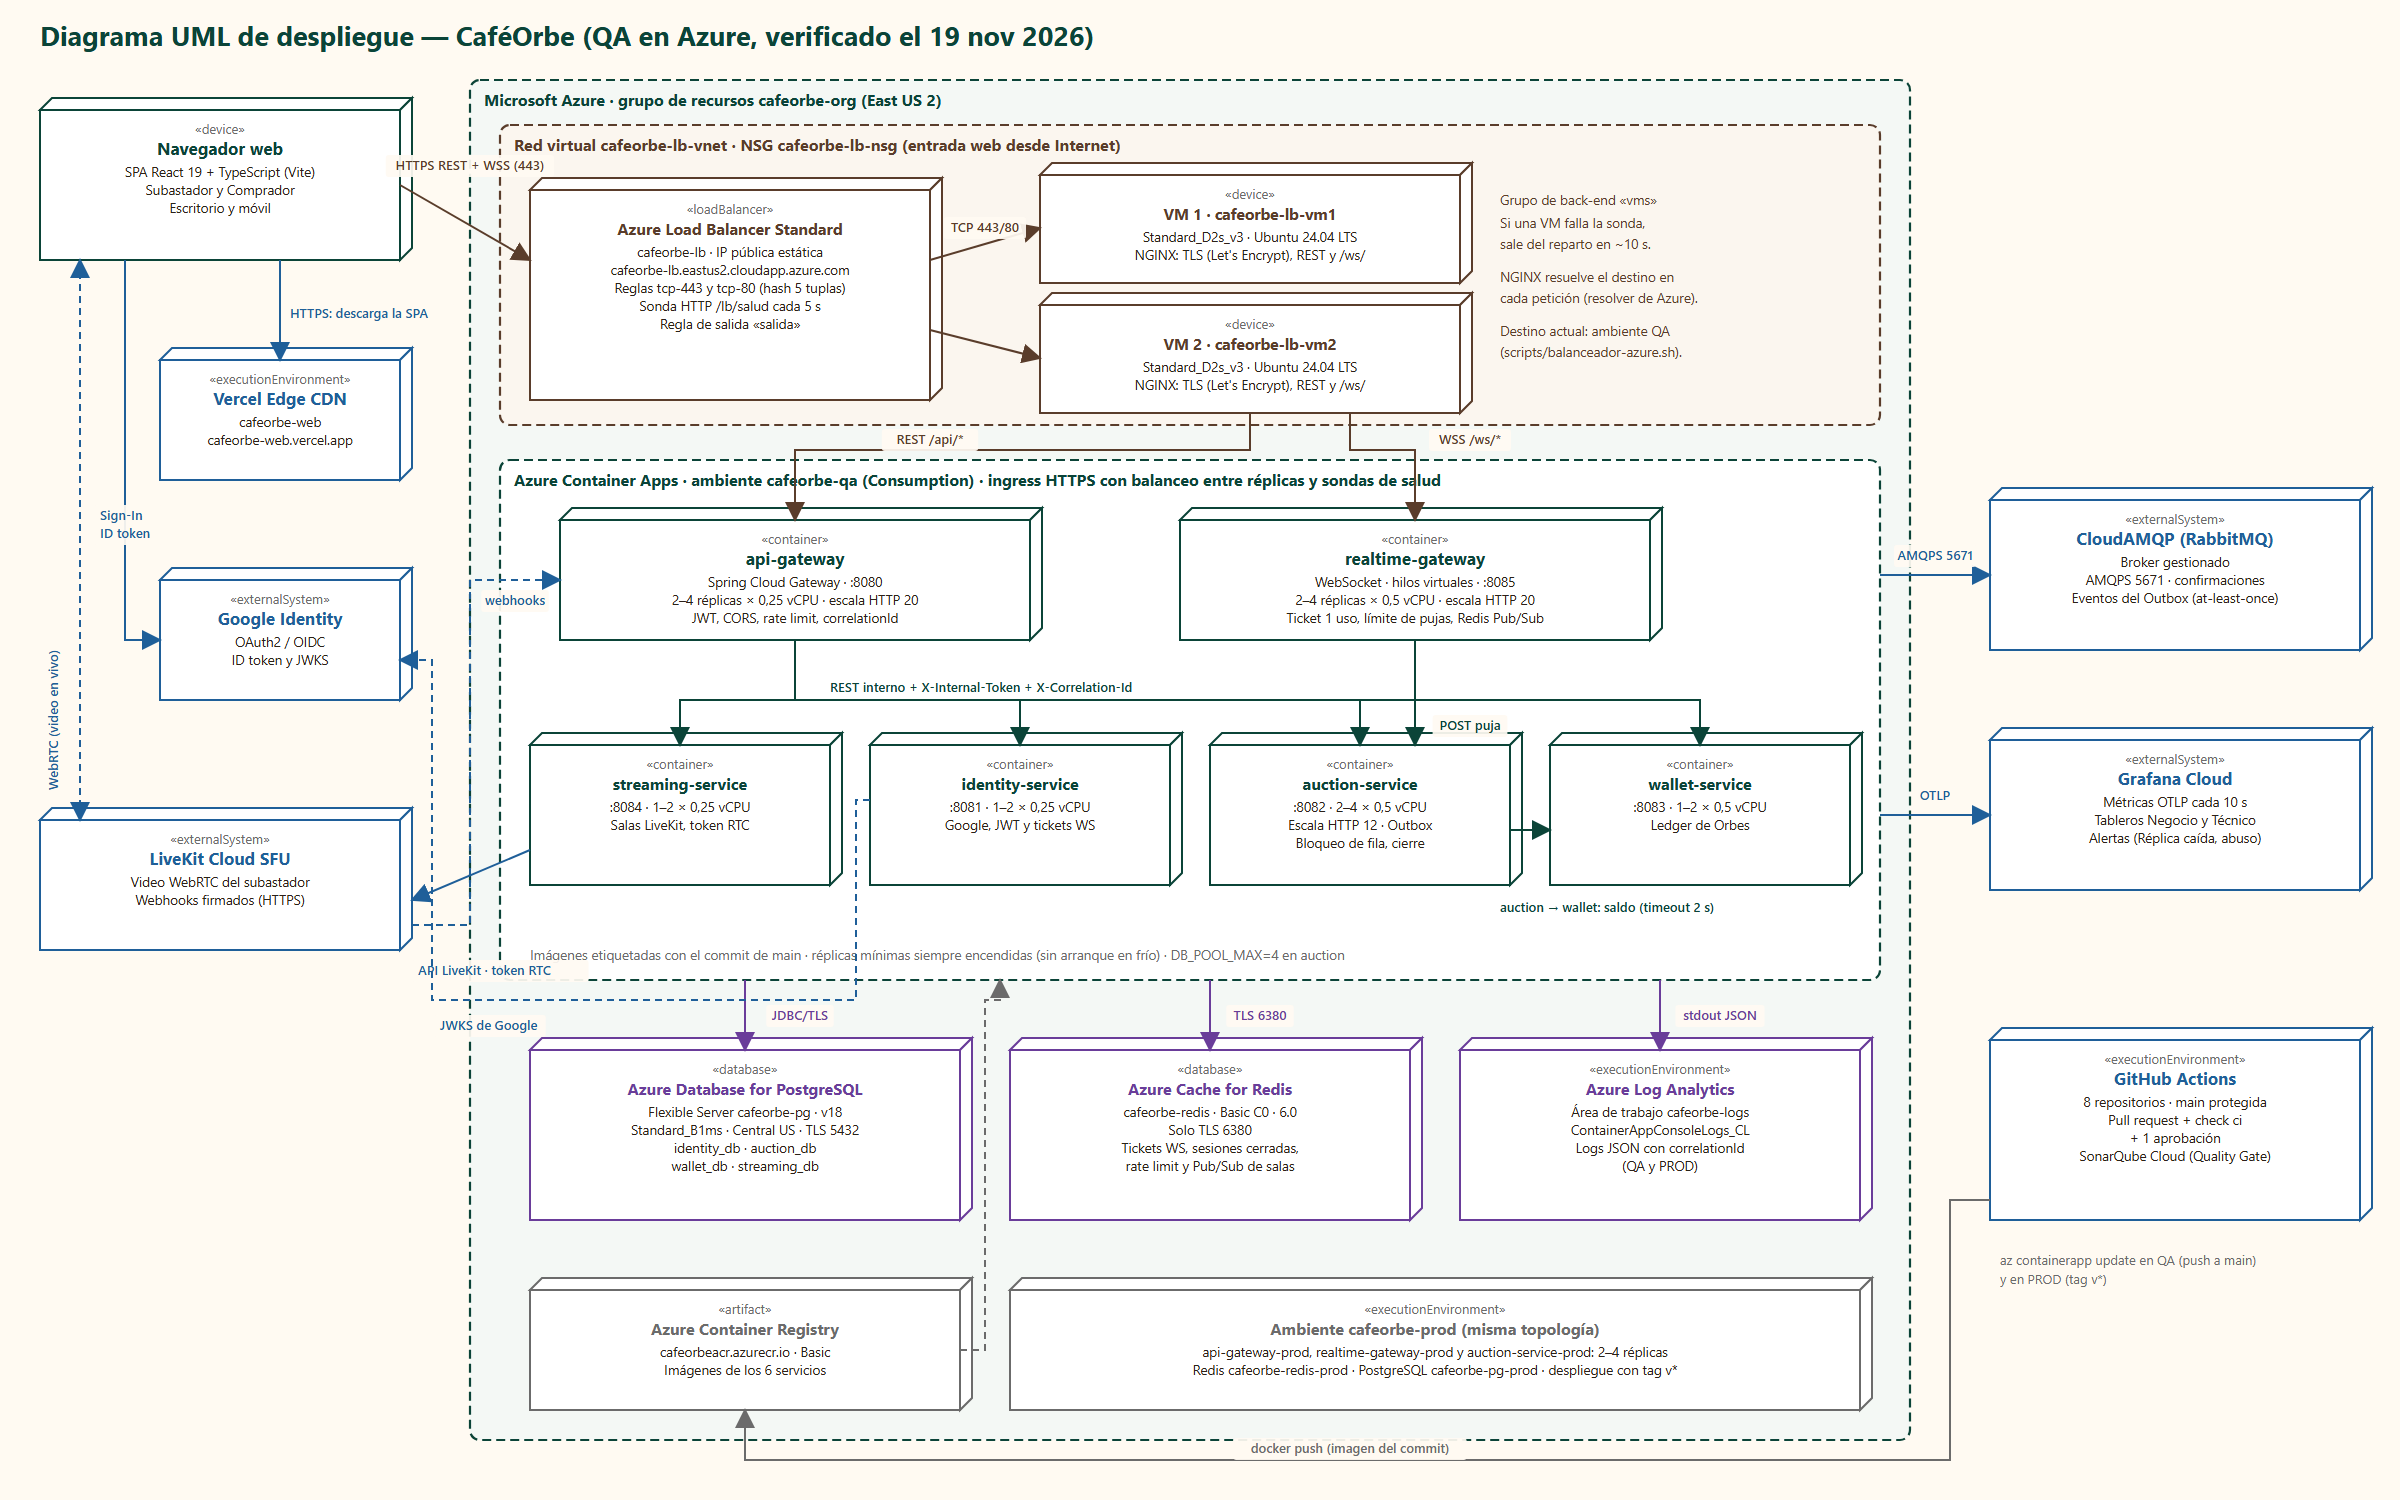 Diagrama UML de despliegue — CaféOrbe (QA en Azure, verificado el 19 nov 2026)
«device»
Navegador web
SPA React 19 + TypeScript (Vite)
Subastador y Comprador
Escritorio y móvil
HTTPS REST + WSS (443)
HTTPS: descarga la SPA
«executionEnvironment»
Vercel Edge CDN
cafeorbe-web
cafeorbe-web.vercel.app
Sign-In
ID token
«externalSystem»
Google Identity
OAuth2 / OIDC
ID token y JWKS
WebRTC (video en vivo)
«externalSystem»
LiveKit Cloud SFU
Video WebRTC del subastador
Webhooks firmados (HTTPS)
webhooks
API LiveKit · token RTC
JWKS de Google
Microsoft Azure · grupo de recursos cafeorbe-org (East US 2)
Red virtual cafeorbe-lb-vnet · NSG cafeorbe-lb-nsg (entrada web desde Internet)
«loadBalancer»
Azure Load Balancer Standard
cafeorbe-lb · IP pública estática
cafeorbe-lb.eastus2.cloudapp.azure.com
Reglas tcp-443 y tcp-80 (hash 5 tuplas)
Sonda HTTP /lb/salud cada 5 s
Regla de salida «salida»
TCP 443/80
«device»
VM 1 · cafeorbe-lb-vm1
Standard_D2s_v3 · Ubuntu 24.04 LTS
NGINX: TLS (Let's Encrypt), REST y /ws/
«device»
VM 2 · cafeorbe-lb-vm2
Standard_D2s_v3 · Ubuntu 24.04 LTS
NGINX: TLS (Let's Encrypt), REST y /ws/
Grupo de back-end «vms»
Si una VM falla la sonda,
sale del reparto en ~10 s.
NGINX resuelve el destino en
cada petición (resolver de Azure).
Destino actual: ambiente QA
(scripts/balanceador-azure.sh).
REST /api/*
WSS /ws/*
Azure Container Apps · ambiente cafeorbe-qa (Consumption) · ingress HTTPS con balanceo entre réplicas y sondas de salud
«container»
api-gateway
Spring Cloud Gateway · :8080
2–4 réplicas × 0,25 vCPU · escala HTTP 20
JWT, CORS, rate limit, correlationId
«container»
realtime-gateway
WebSocket · hilos virtuales · :8085
2–4 réplicas × 0,5 vCPU · escala HTTP 20
Ticket 1 uso, límite de pujas, Redis Pub/Sub
REST interno + X-Internal-Token + X-Correlation-Id
POST puja
«container»
streaming-service
:8084 · 1–2 × 0,25 vCPU
Salas LiveKit, token RTC
«container»
identity-service
:8081 · 1–2 × 0,25 vCPU
Google, JWT y tickets WS
«container»
auction-service
:8082 · 2–4 × 0,5 vCPU
Escala HTTP 12 · Outbox
Bloqueo de fila, cierre
«container»
wallet-service
:8083 · 1–2 × 0,5 vCPU
Ledger de Orbes
auction → wallet: saldo (timeout 2 s)
Imágenes etiquetadas con el commit de main · réplicas mínimas siempre encendidas (sin arranque en frío) · DB_POOL_MAX=4 en auction
JDBC/TLS
TLS 6380
stdout JSON
«database»
Azure Database for PostgreSQL
Flexible Server cafeorbe-pg · v18
Standard_B1ms · Central US · TLS 5432
identity_db · auction_db
wallet_db · streaming_db
«database»
Azure Cache for Redis
cafeorbe-redis · Basic C0 · 6.0
Solo TLS 6380
Tickets WS, sesiones cerradas,
rate limit y Pub/Sub de salas
«executionEnvironment»
Azure Log Analytics
Área de trabajo cafeorbe-logs
ContainerAppConsoleLogs_CL
Logs JSON con correlationId
(QA y PROD)
«artifact»
Azure Container Registry
cafeorbeacr.azurecr.io · Basic
Imágenes de los 6 servicios
«executionEnvironment»
Ambiente cafeorbe-prod (misma topología)
api-gateway-prod, realtime-gateway-prod y auction-service-prod: 2–4 réplicas
Redis cafeorbe-redis-prod · PostgreSQL cafeorbe-pg-prod · despliegue con tag v*
docker push (imagen del commit)
AMQPS 5671
«externalSystem»
CloudAMQP (RabbitMQ)
Broker gestionado
AMQPS 5671 · confirmaciones
Eventos del Outbox (at-least-once)
OTLP
«externalSystem»
Grafana Cloud
Métricas OTLP cada 10 s
Tableros Negocio y Técnico
Alertas (Réplica caída, abuso)
«executionEnvironment»
GitHub Actions
8 repositorios · main protegida
Pull request + check ci
+ 1 aprobación
SonarQube Cloud (Quality Gate)
az containerapp update en QA (push a main)
y en PROD (tag v*)